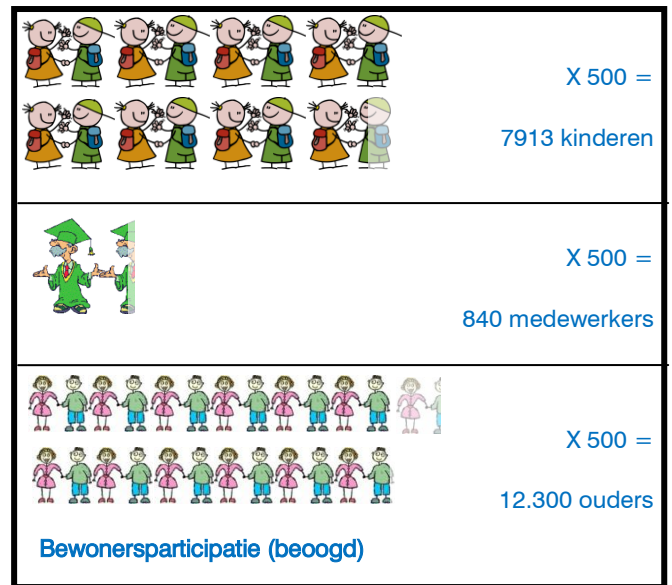 X 500 =
7913 kinderen
X 500 =
840 medewerkers
X 500 =
12.300 ouders
Bewonersparticipatie (beoogd)